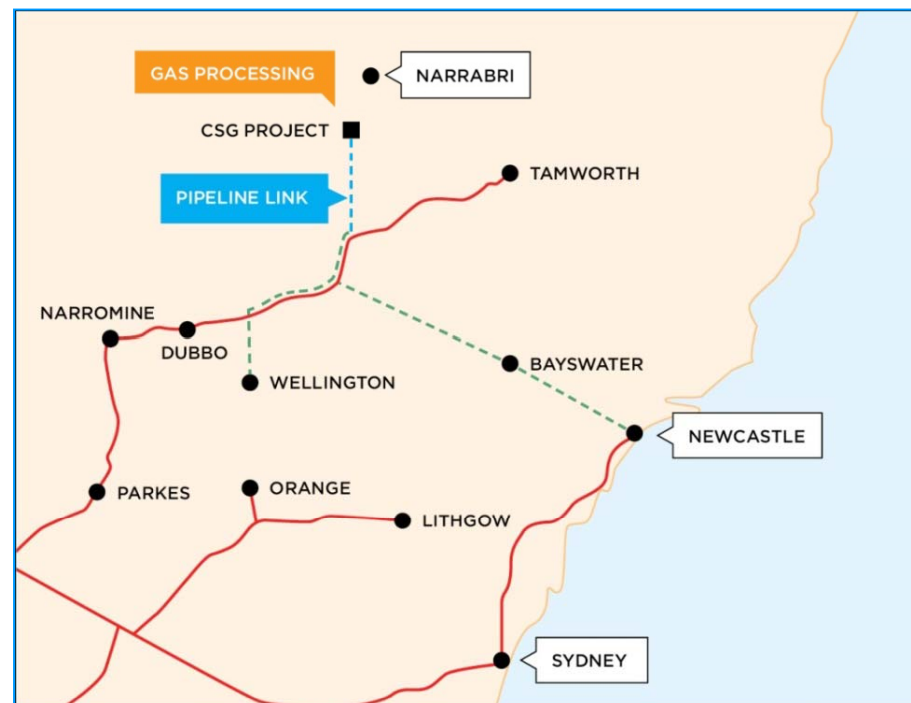 GAS PROCESSING
NARRABRI
CSG PROJECT
TAMWORTH
PIPELINE LINK
NARROMINE
DUBBO
BAYSWATER
WELLINGTON
NEWCASTLE
PARKES
ORANGE
LITHGOW
SYDNEY